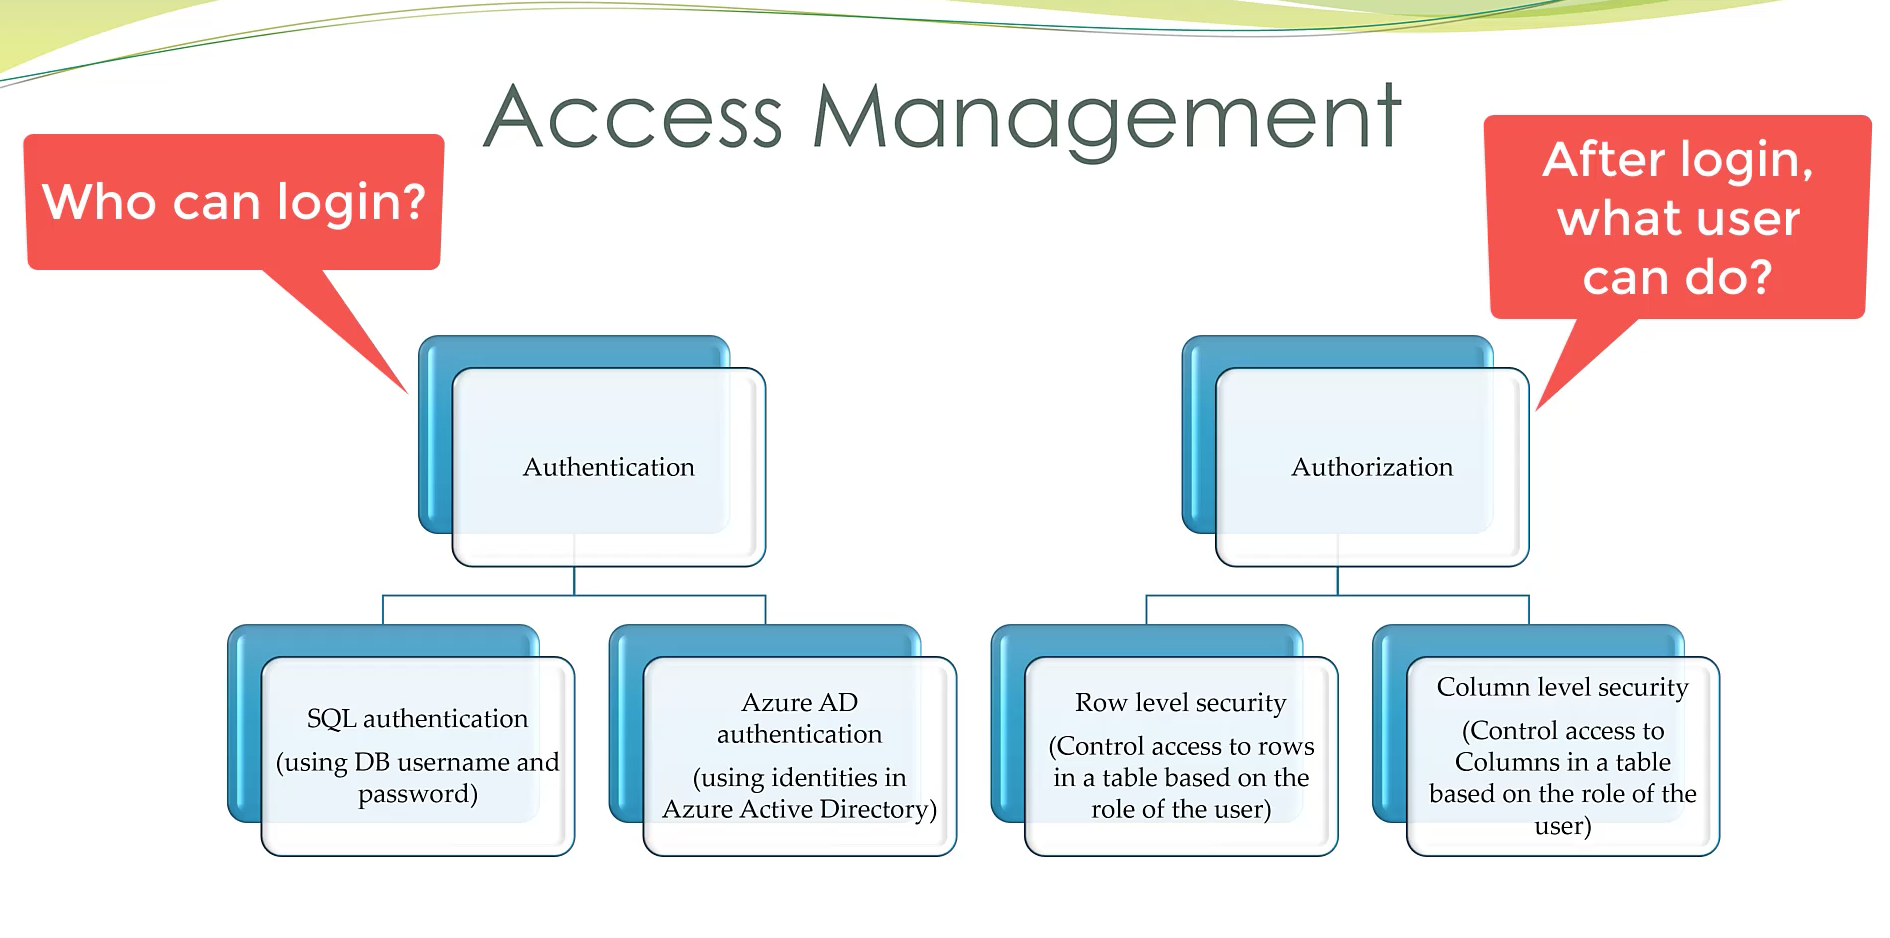 Access Management
Who can login?
After login,
what user
can do?
Authentication
Authorization
SQL authentication
(using DB username and
password)
Azure AD
authentication
(using identities in
Azure Active Directory)
Row level security
(Control access to rows
in a table based on the
role of the user)
Column level security
(Control access to
Columns in a table
based on the role of the
user)